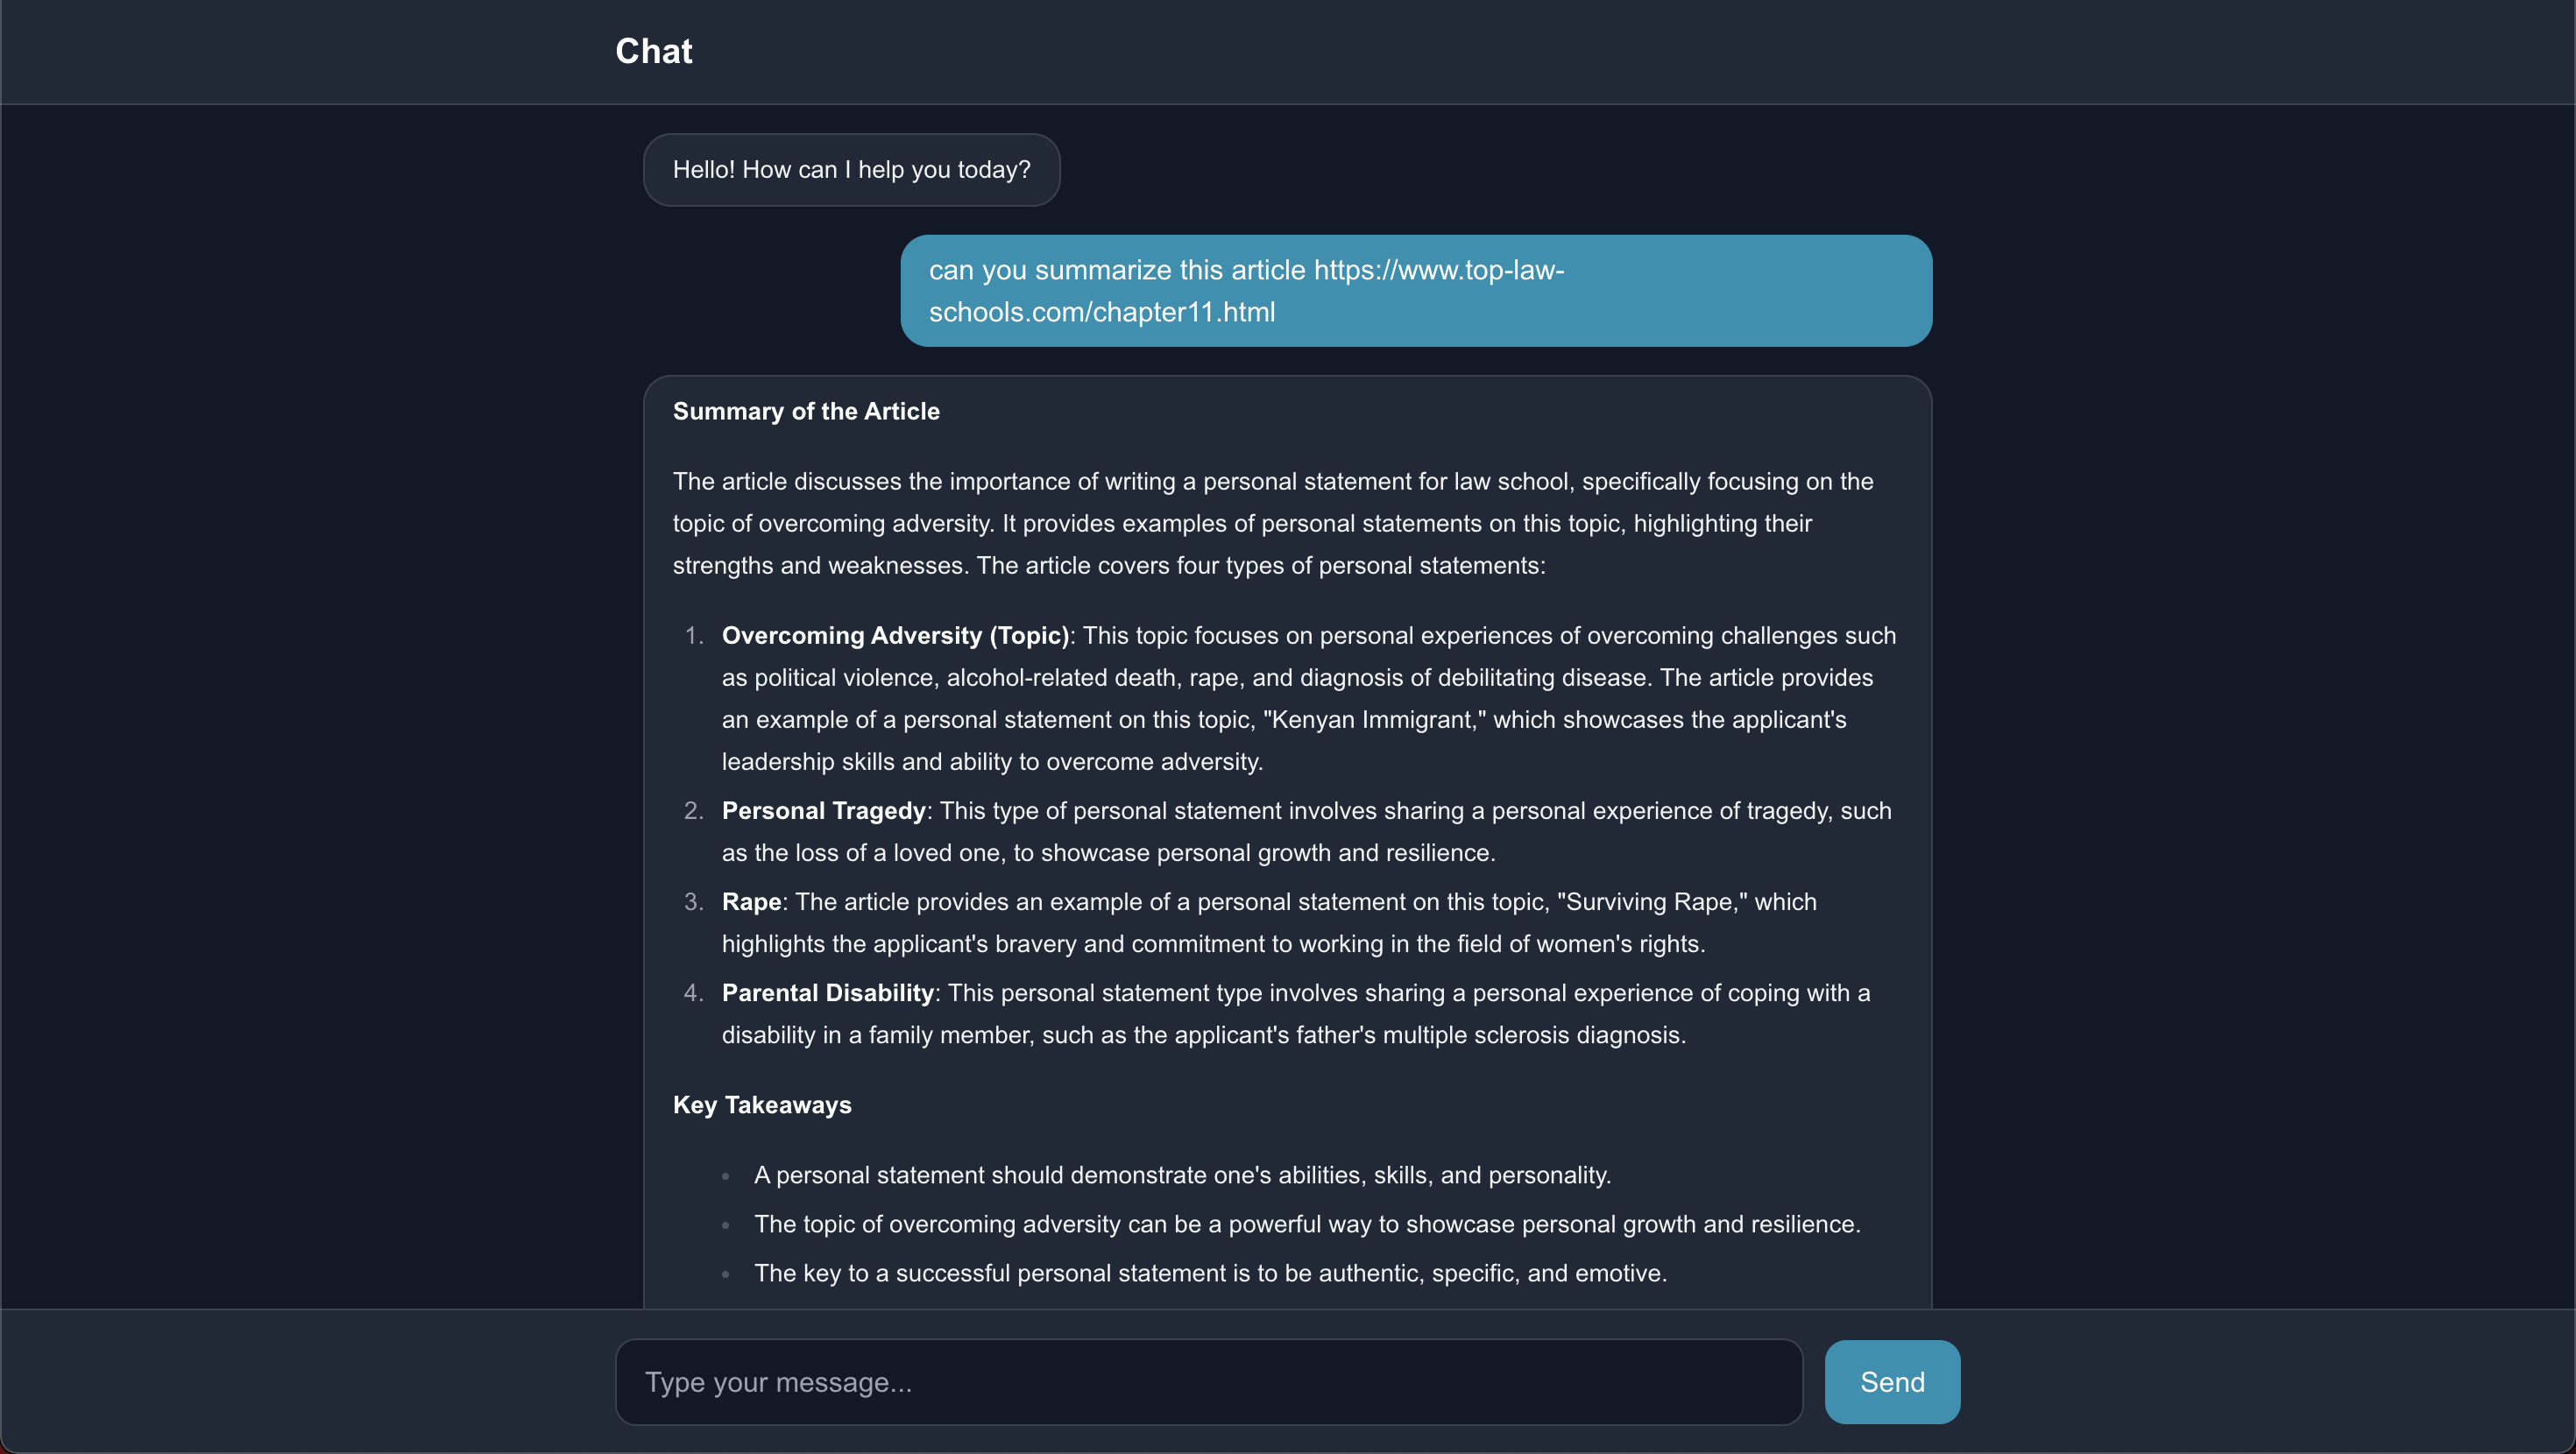 Chat
Hello! How can I help you today?
can you summarize this article https://www.top-law-
schools.com/chapter11.html
Summary of the Article
The article discusses the importance of writing a personal statement for law school, specifically focusing on the
topic of overcoming adversity. It provides examples of personal statements on this topic, highlighting their
strengths and weaknesses. The article covers four types of personal statements:
1. Overcoming Adversity (Topic): This topic focuses on personal experiences of overcoming challenges such
as political violence, alcohol-related death, rape, and diagnosis of debilitating disease. The article provides
an example of a personal statement on this topic, "Kenyan Immigrant," which showcases the applicant's
leadership skills and ability to overcome adversity.
2. Personal Tragedy: This type of personal statement involves sharing a personal experience of tragedy, such
as the loss of a loved one, to showcase personal growth and resilience.
3. Rape: The article provides an example of a personal statement on this topic, "Surviving Rape," which
highlights the applicant's bravery and commitment to working in the field of women's rights.
4. Parental Disability: This personal statement type involves sharing a personal experience of coping with a
disability in a family member, such as the applicant's father's multiple sclerosis diagnosis.
Key Takeaways
• A personal statement should demonstrate one's abilities, skills, and personality.
• The topic of overcoming adversity can be a powerful way to showcase personal growth and resilience.
• The key to a successful personal statement is to be authentic, specific, and emotive.
Type your message...
Send